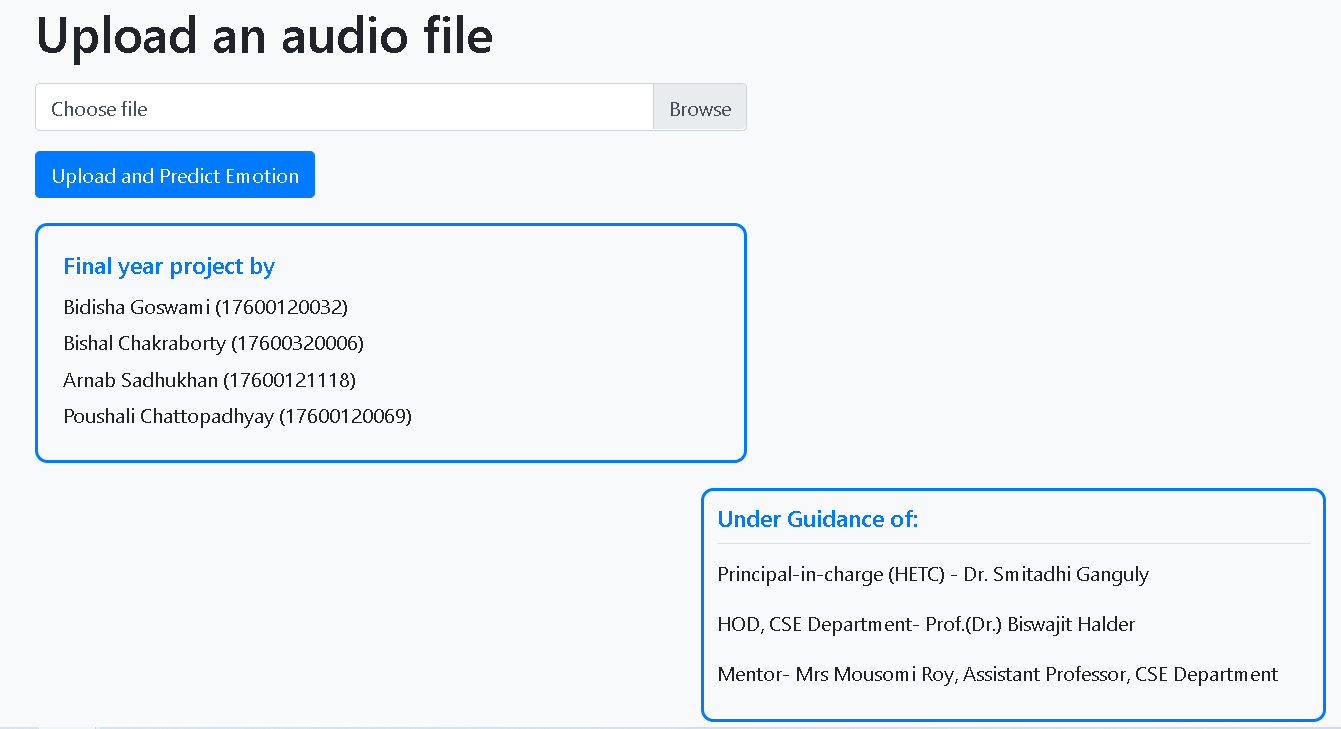 Upload an audio file
Choose file
Browse
Upload and Predict Emotion
Final year project by
Bidisha Goswami (17600120032)
Bishal Chakraborty (17600320006)
Arnab Sadhukhan (17600121118)
Poushali Chattopadhyay (17600120069)
Under Guidance of:
Principal-in-charge (HETC) - Dr. Smitadhi Ganguly
HOD, CSE Department- Prof.(Dr.) Biswajit Halder
Mentor- Mrs Mousomi Roy, Assistant Professor, CSE Department